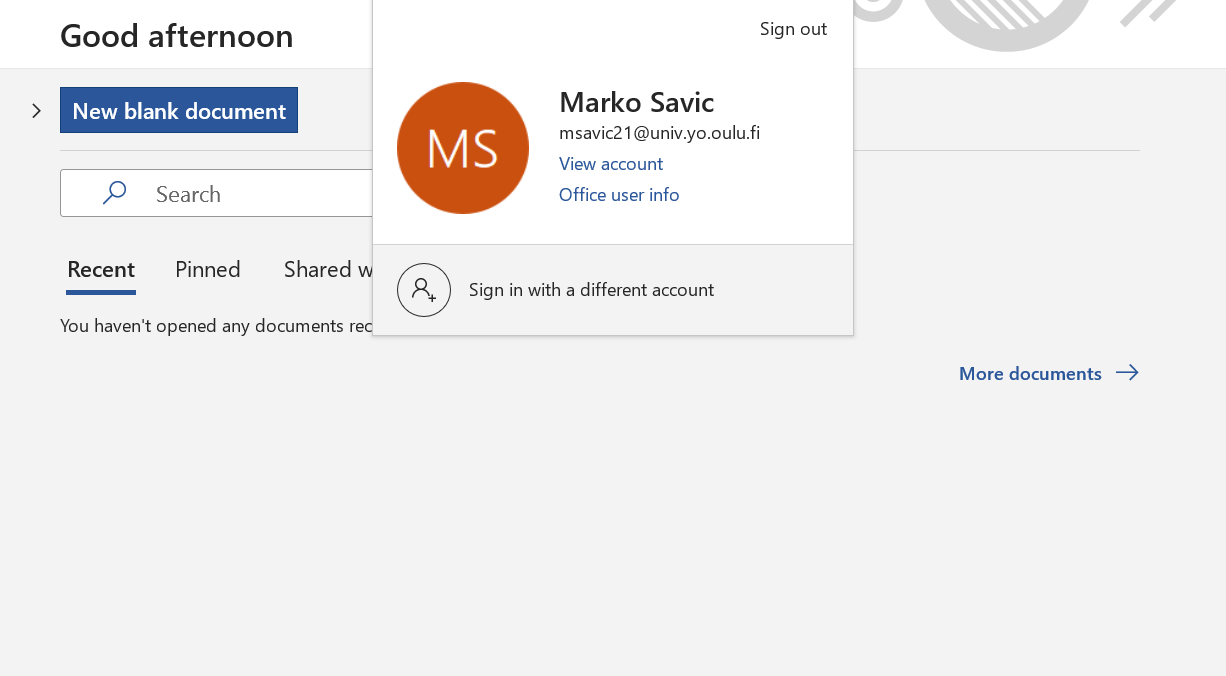 Good afternoon
Sign out
New blank document
MS
Marko Savic
msavic21@univ.yo.oulu.fi
View account
Office user info
Search
Recent Pinned Shared w
Sign in with a different account
You haven't opened any documents rec
More documents